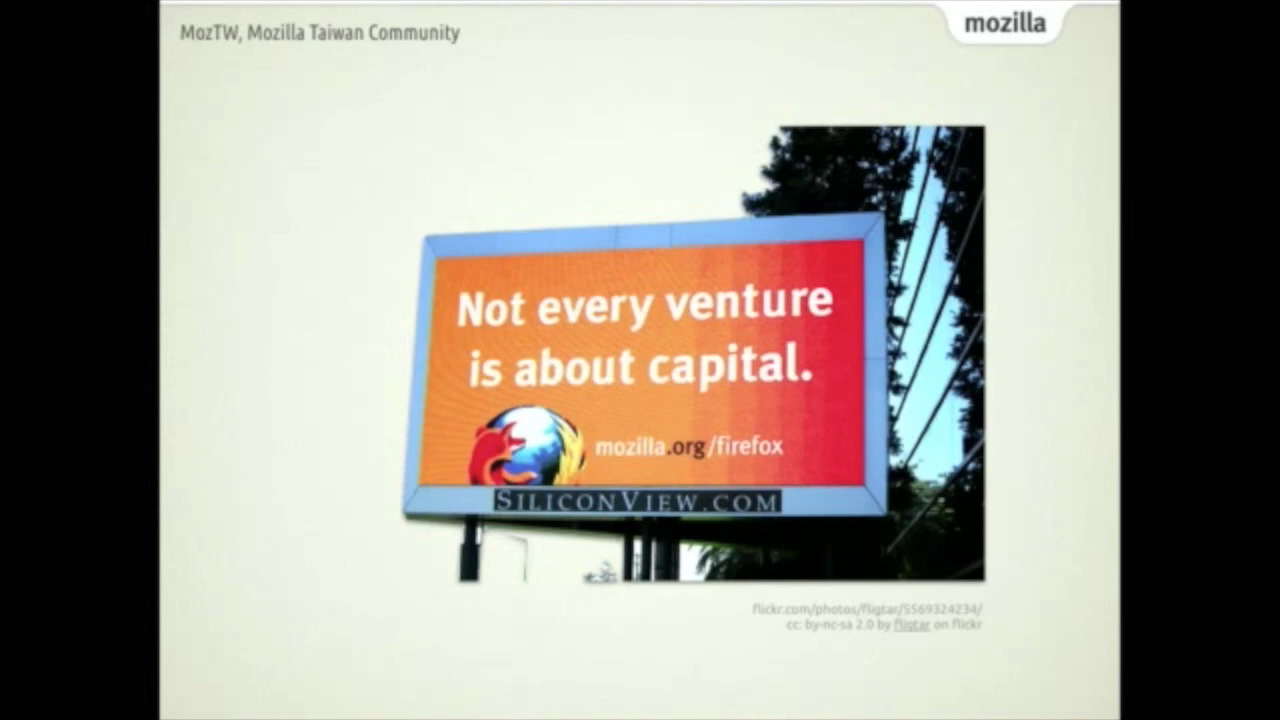 MozTW, Mozilla Taiwan Community
mozilla
Not every venture
is about capital.
mozilla.org/firefox
SILICONVIEW.COM
flickr.com/photos/fligtar/5569324234/
cc: by-nc-sa 2.0 by fligtar on flickr